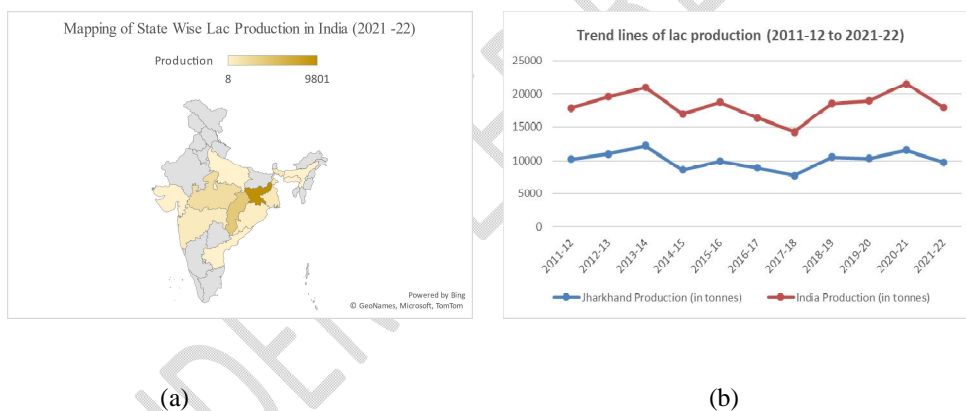 Mapping of State Wise Lac Production in India (2021 -22)
Production
8 9801
Powered by Bing
© GeoNames, Microsoft, TomTom
(a)
Trend lines of lac production (2011-12 to 2021-22)
25000
20000
15000
10000
5000
0
2011-12 2012-13 2013-14 2014-15 2015-16 2016-17 2017-18 2018-19 2019-20 2020-21 2021-22
Jharkhand Production (in tonnes) India Production (in tonnes)
(b)